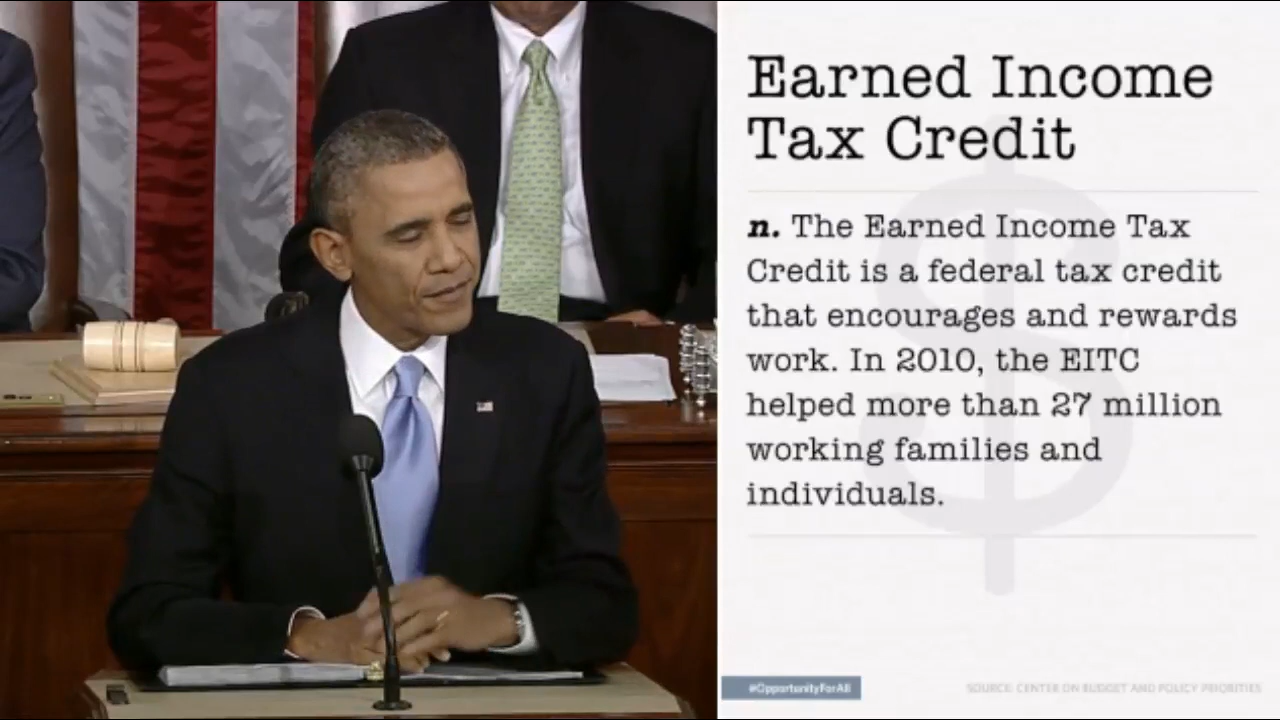 Earned Income
Tax Credit
n. The Earned Income Tax
Credit is a federal tax credit
that encourages and rewards
work. In 2010, the EITC
helped more than 27 million
working families and
individuals.
#OpportunityForAll
SOURCE: CENTER ON BUDGET AND POLICY PRIORITIES